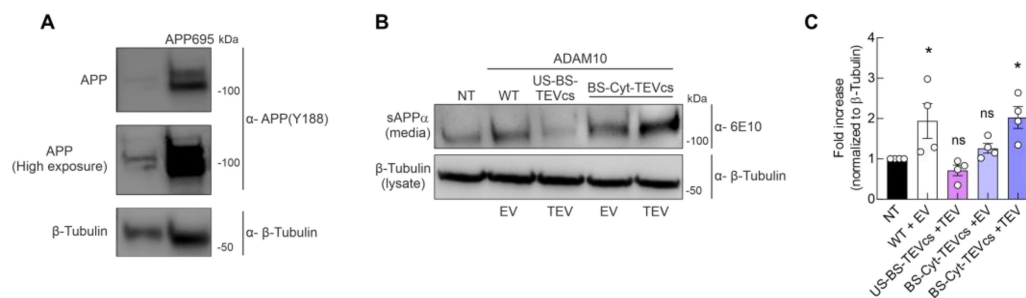 A
APP695 kDa
APP
-100
α- APP(Y188)
APP
(High exposure)
-100
β-Tubulin
-50
α- β-Tubulin
B
ADAM10
NT
WT
US-BS-
TEVcs
BS-Cyt-TEVcs
kDa
sAPPα
(media)
-100
α- 6E10
β-Tubulin
(lysate)
-50
α- β-Tubulin
EV
TEV
EV
TEV
C
Fold increase
(normalized to β-Tubulin)
4
3
2
1
0
*
ns
ns
*
NT
WT + EV
US-BS-TEVcs +TEV
BS-Cyt-TEVcs +EV
BS-Cyt-TEVcs +TEV